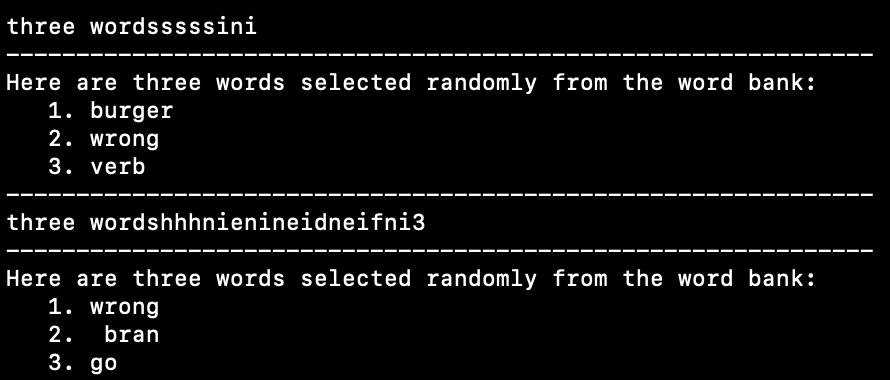 three wordsssssini
--------------------------------------------------------------
Here are three words selected randomly from the word bank:
   1. burger
   2. wrong
   3. verb
--------------------------------------------------------------
three wordshhhnienineidneifni3
--------------------------------------------------------------
Here are three words selected randomly from the word bank:
   1. wrong
   2.  bran
   3. go